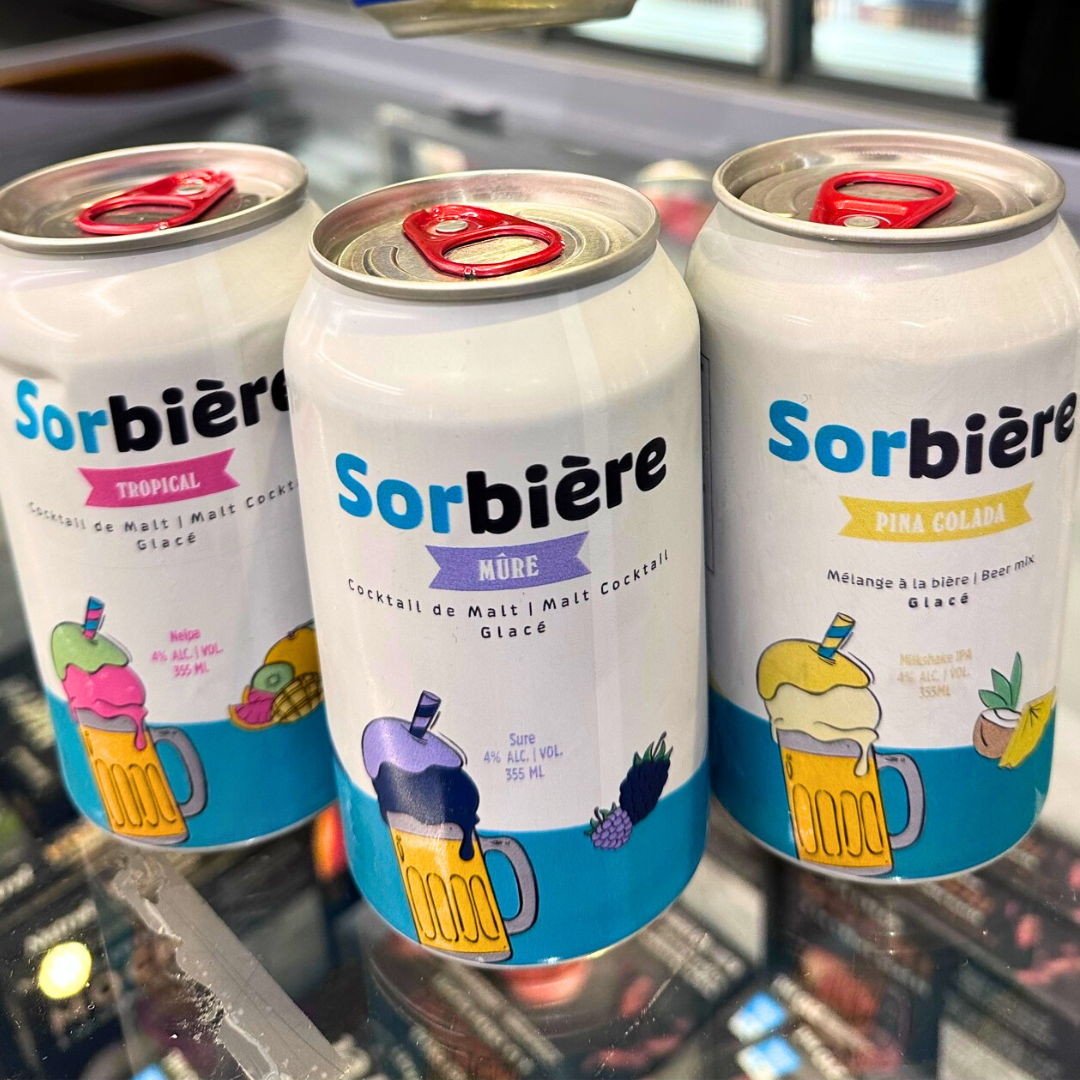 Sorbière
TROPICAL
Cocktail de Malt | Malt Cockt
Glacé
Neipa
4% ALC. | VOL.
355 ML
Sorbière
MÛRE
Cocktail de Malt | Malt Cocktail
Glacé
Sure
4% ALC. | VOL.
355 ML
Sorbière
PINA COLADA
Mélange à la bière | Beer mix
Glacé
Milkshake IPA
4% ALC. | VOL.
355ML